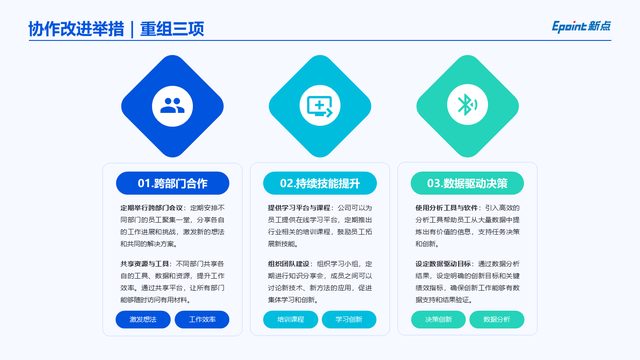 协作改进举措｜重组三项
Epoint 新点
01.跨部门合作
定期举行跨部门会议：定期安排不
同部门的员工聚集一堂，分享各自
的工作进展和挑战，激发新的想法
和共同的解决方案。
共享资源与工具：不同部门共享各
自的工具、数据和资源，提升工作
效率。通过共享平台，让所有部门
能够随时访问有用材料。
激发想法
工作效率
02.持续技能提升
提供学习平台与课程：公司可以为
员工提供在线学习平台，定期推出
行业相关的培训课程，鼓励员工拓
展新技能。
组织团队建设：组织学习小组，定
期进行知识分享会，成员之间可以
讨论新技术、新方法的应用，促进
集体学习和创新。
培训课程
学习创新
03.数据驱动决策
使用分析工具与软件：引入高效的
分析工具帮助员工从大量数据中提
炼出有价值的信息，支持任务决策
和创新。
设定数据驱动目标：通过数据分析
结果，设定明确的创新目标和关键
绩效指标，确保创新工作能够有数
据支持和结果验证。
决策创新
数据分析